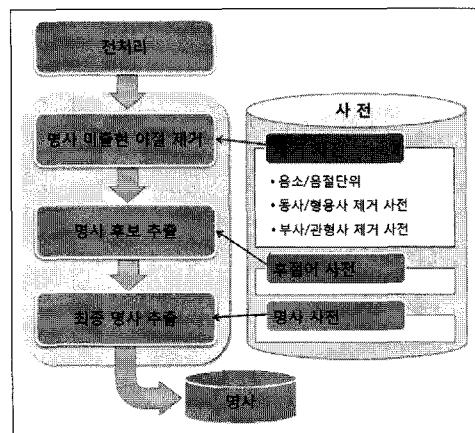 전처리
명사 미출현 어절 제거
명사 후보 추출
최종 명사 추출
명사
사 전
• 음소/음절단위
• 동사/형용사 제거 사전
• 부사/관형사 제거 사전
후절어 사전
명사 사전